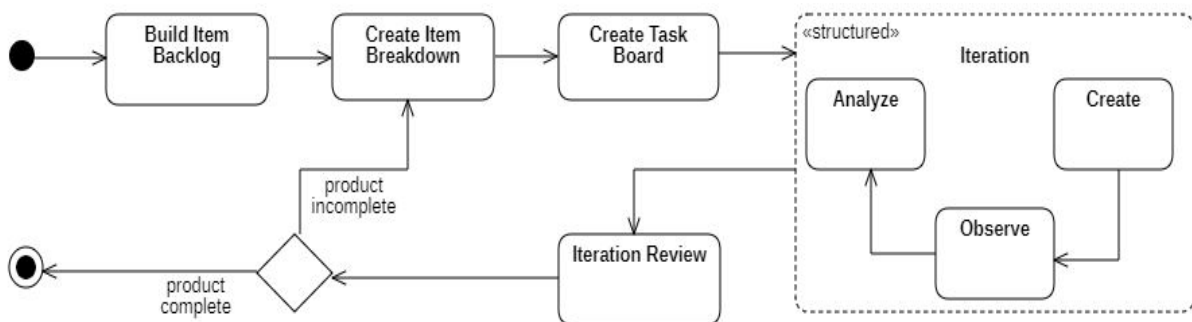 Build Item
Backlog
Create Item
Breakdown
Create Task
Board
«structured»
Iteration
Analyze
Create
Observe
product
incomplete
Iteration Review
product
complete